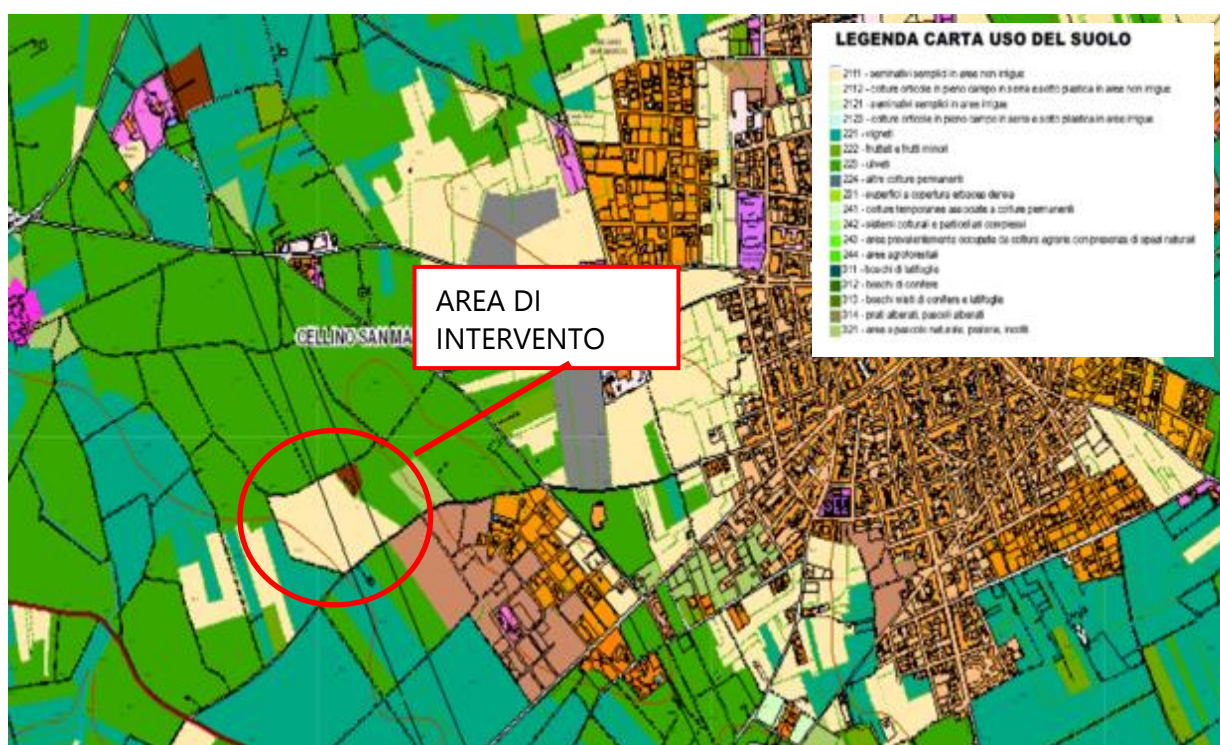 LEGENDA CARTA USO DEL SUOLO
2111 - seminativi semplici in aree non irrigue
2112 - colture orticole in pieno campo in serra e sotto plastica in aree non irrigue
2121 - seminativi semplici in aree irrigue
2123 - colture orticole in pieno campo in serra e sotto plastica in aree irrigue
221 - vigneti
222 - frutteti e frutti minori
223 - uliveti
224 - altre colture permanenti
231 - superfici a copertura erbacea densa
241 - colture temporanee associate a colture permanenti
242 - sistemi colturali e particellari complessi
243 - aree prevalentemente occupate da colture agrarie con presenza di spazi naturali
244 - aree agroforestali
311 - boschi di latifoglie
312 - boschi di conifere
313 - boschi misti di conifere e latifoglie
314 - prati alberati, pascoli alberati
321 - aree a pascolo naturale, praterie, incolti
AREA DI
INTERVENTO
CELLINO SAN MA